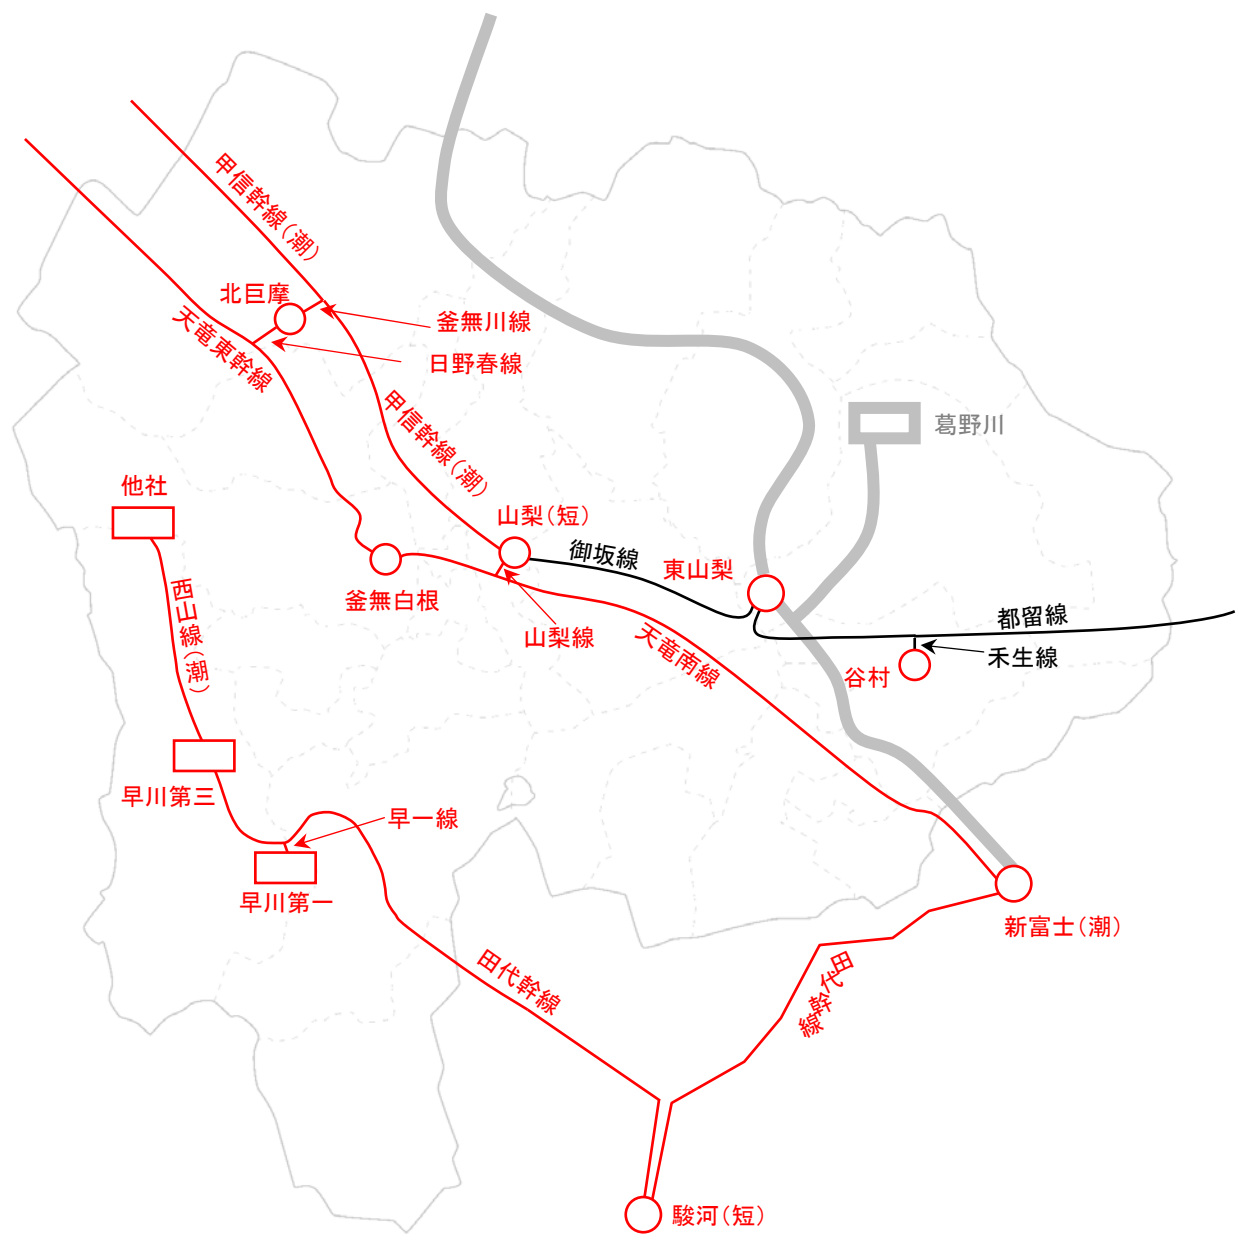 甲信幹線（潮）
北巨摩
釜無川線
天竜東幹線
日野春線
甲信幹線（潮）
葛野川
他社
山梨（短）
御坂線
東山梨
釜無白根
西山線（潮）
山梨線
天竜南線
都留線
禾生線
谷村
早川第三
早一線
早川第一
新富士（潮）
田代幹線
田代幹線
駿河（短）